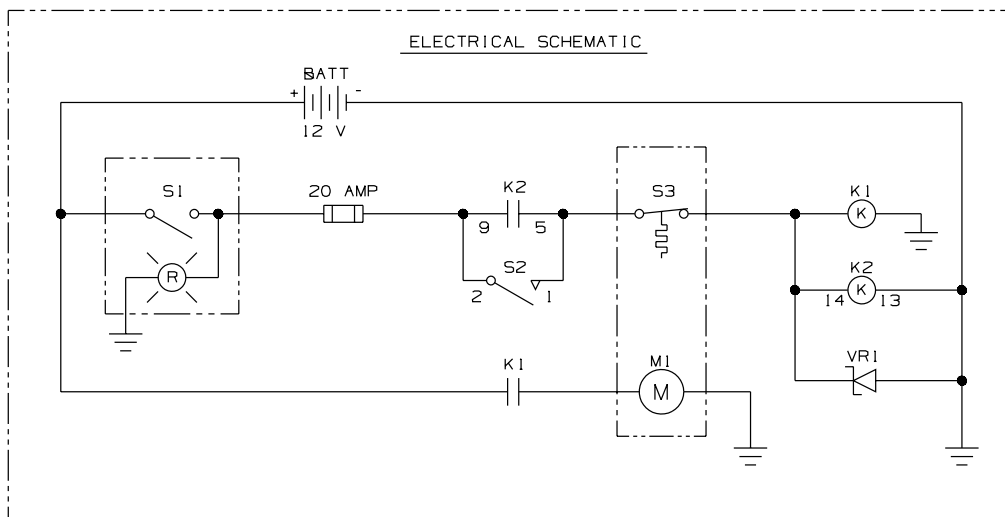 ELECTRICAL SCHEMATIC
BATT
+ -
12 V
S1
20 AMP
K2
S3
K1
9 5
K
R
S2
2 1
K2
14 K 13
K1
M1
VR1
M